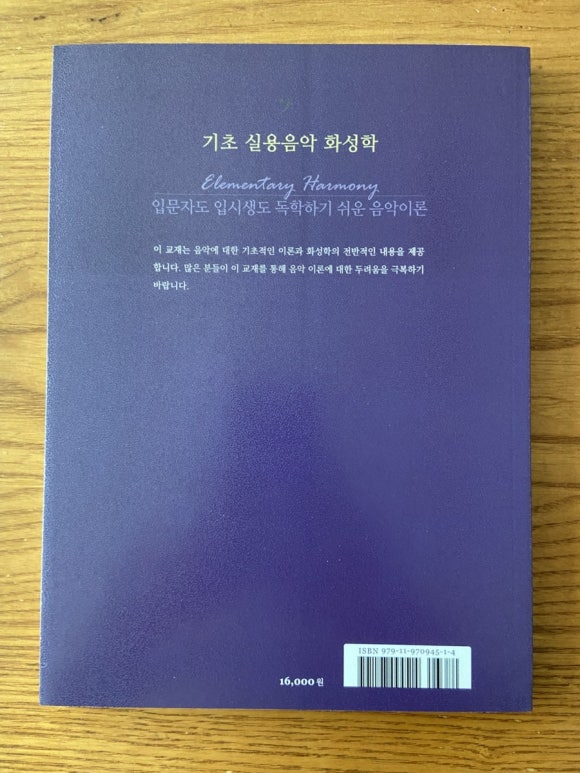 기초 실용음악 화성학
Elementary Harmony
입문자도 입시생도 독학하기 쉬운 음악이론
이 교재는 음악에 대한 기초적인 이론과 화성학의 전반적인 내용을 제공
합니다. 많은 분들이 이 교재를 통해 음악 이론에 대한 두려움을 극복하기
바랍니다.
ISBN 979-11-970945-1-4
16,000원